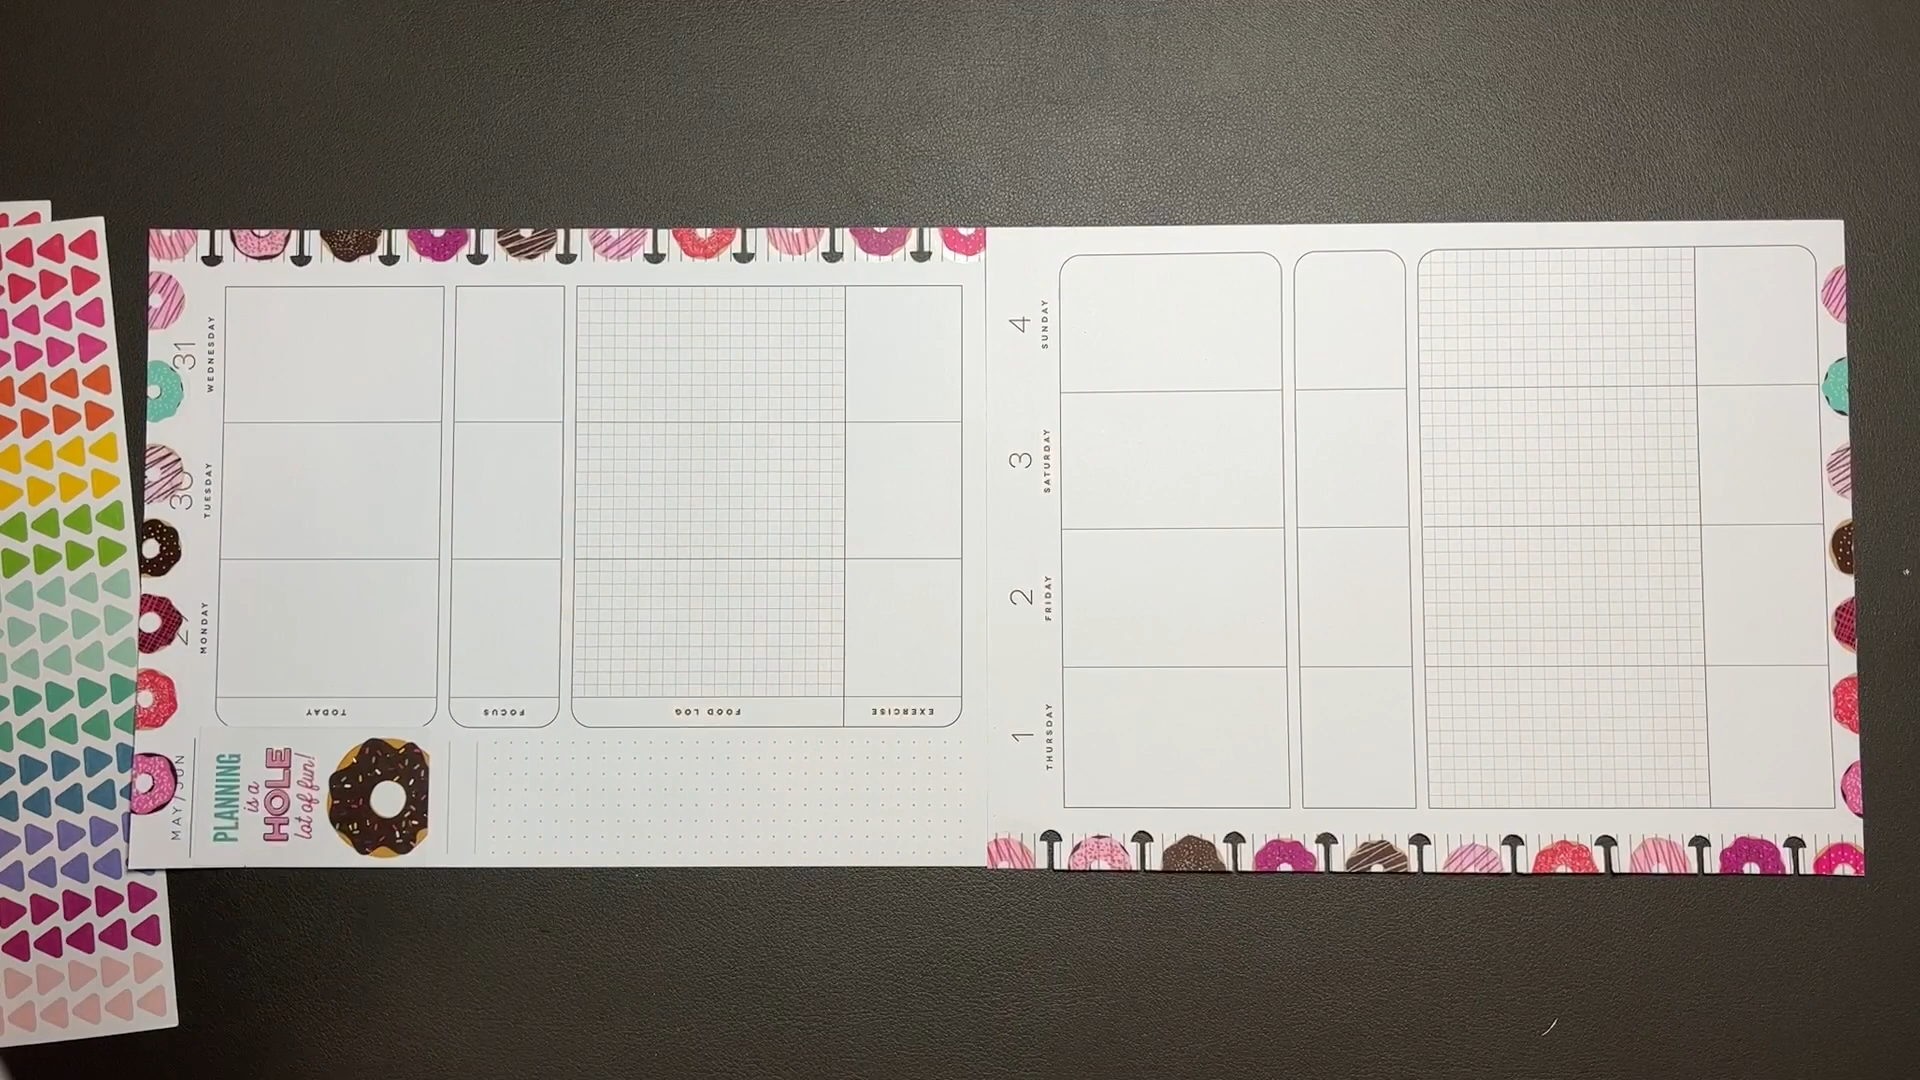 MAY/JUN
PLANNING
is a
HOLE
lot of fun!
TODAY
FOCUS
FOOD LOG
EXERCISE
29
MONDAY
30
TUESDAY
31
WEDNESDAY
1
THURSDAY
2
FRIDAY
3
SATURDAY
4
SUNDAY